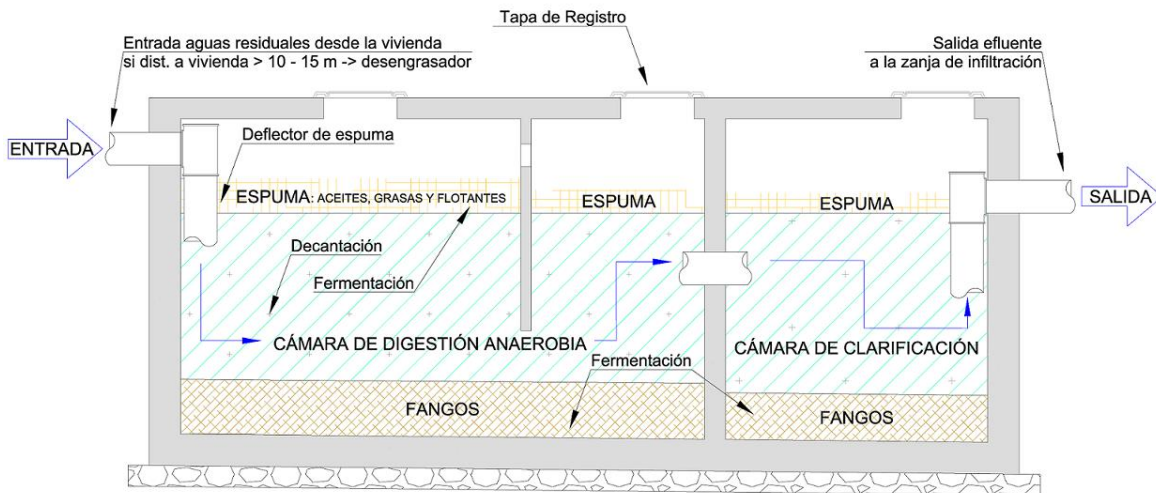 Tapa de Registro
Entrada aguas residuales desde la vivienda
si dist. a vivienda > 10 - 15 m -> desengrasador
Salida efluente
a la zanja de infiltración
Deflector de espuma
ENTRADA
ESPUMA: ACEITES, GRASAS Y FLOTANTES
ESPUMA
ESPUMA
SALIDA
Decantación
Fermentación
CÁMARA DE DIGESTIÓN ANAEROBIA
CÁMARA DE CLARIFICACIÓN
Fermentación
FANGOS
FANGOS